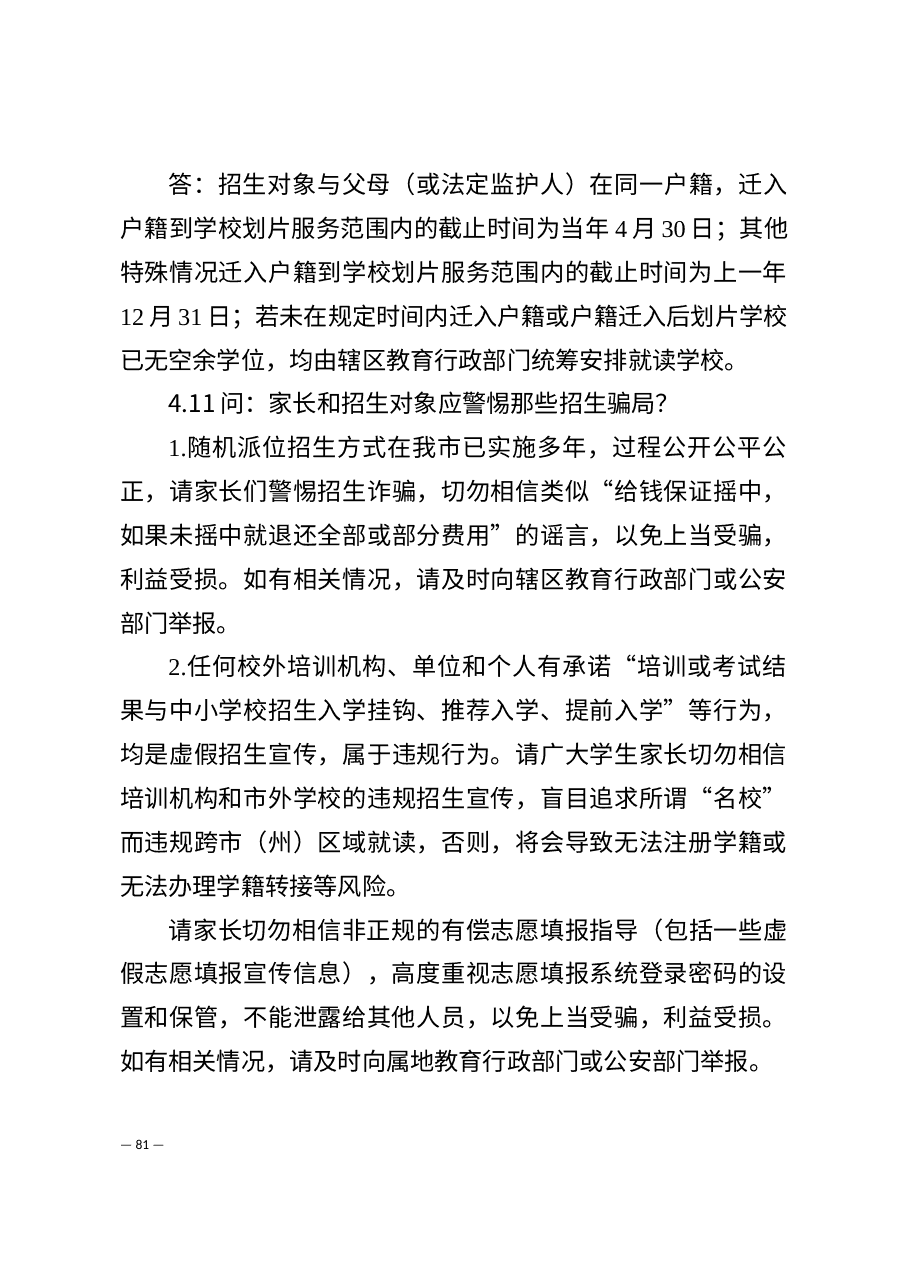 答：招生对象与父母（或法定监护人）在同一户籍，迁入
户籍到学校划片服务范围内的截止时间为当年 4 月 30 日；其他
特殊情况迁入户籍到学校划片服务范围内的截止时间为上一年
12 月 31 日；若未在规定时间内迁入户籍或户籍迁入后划片学校
已无空余学位，均由辖区教育行政部门统筹安排就读学校。
4.11 问：家长和招生对象应警惕那些招生骗局？
1.随机派位招生方式在我市已实施多年，过程公开公平公
正，请家长们警惕招生诈骗，切勿相信类似“给钱保证摇中，
如果未摇中就退还全部或部分费用”的谣言，以免上当受骗，
利益受损。如有相关情况，请及时向辖区教育行政部门或公安
部门举报。
2.任何校外培训机构、单位和个人有承诺“培训或考试结
果与中小学校招生入学挂钩、推荐入学、提前入学”等行为，
均是虚假招生宣传，属于违规行为。请广大学生家长切勿相信
培训机构和市外学校的违规招生宣传，盲目追求所谓“名校”
而违规跨市（州）区域就读，否则，将会导致无法注册学籍或
无法办理学籍转接等风险。
请家长切勿相信非正规的有偿志愿填报指导（包括一些虚
假志愿填报宣传信息），高度重视志愿填报系统登录密码的设
置和保管，不能泄露给其他人员，以免上当受骗，利益受损。
如有相关情况，请及时向属地教育行政部门或公安部门举报。
— 81 —